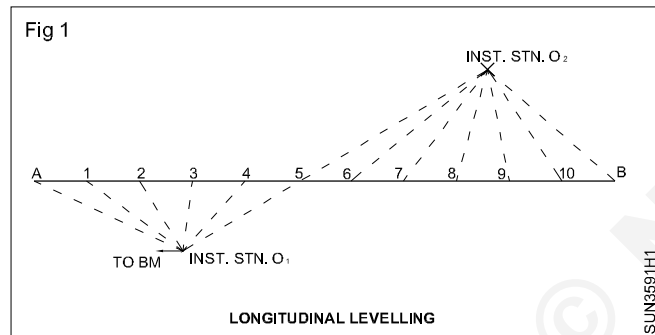 Fig 1
INST. STN. O₂
A 1 2 3 4 5 6 7 8 9 10 B
TO BM
INST. STN. O₁
LONGITUDINAL LEVELLING
SUN3591H1
©